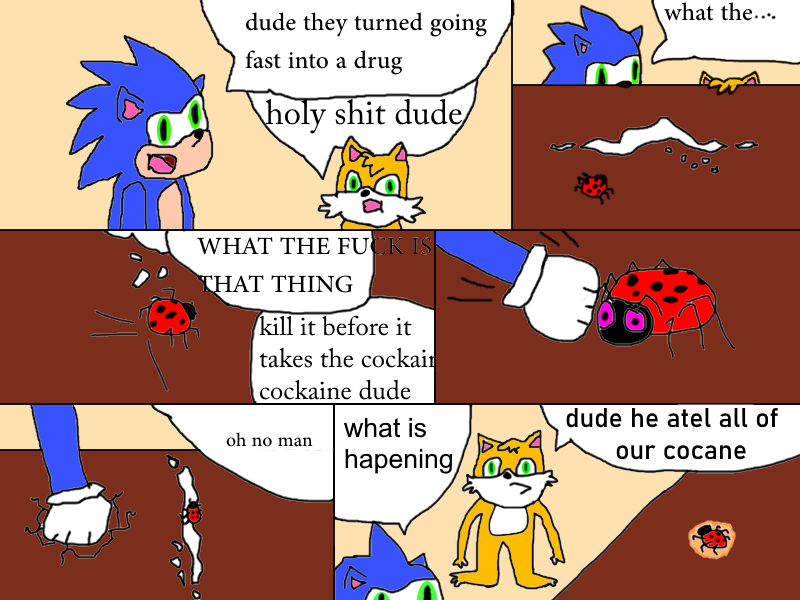 dude they turned going
fast into a drug
holy shit dude
what the....
WHAT THE FUCK IS
THAT THING
kill it before it
takes the cockain
cockaine dude
oh no man
what is
hapening
dude he atel all of
our cocane